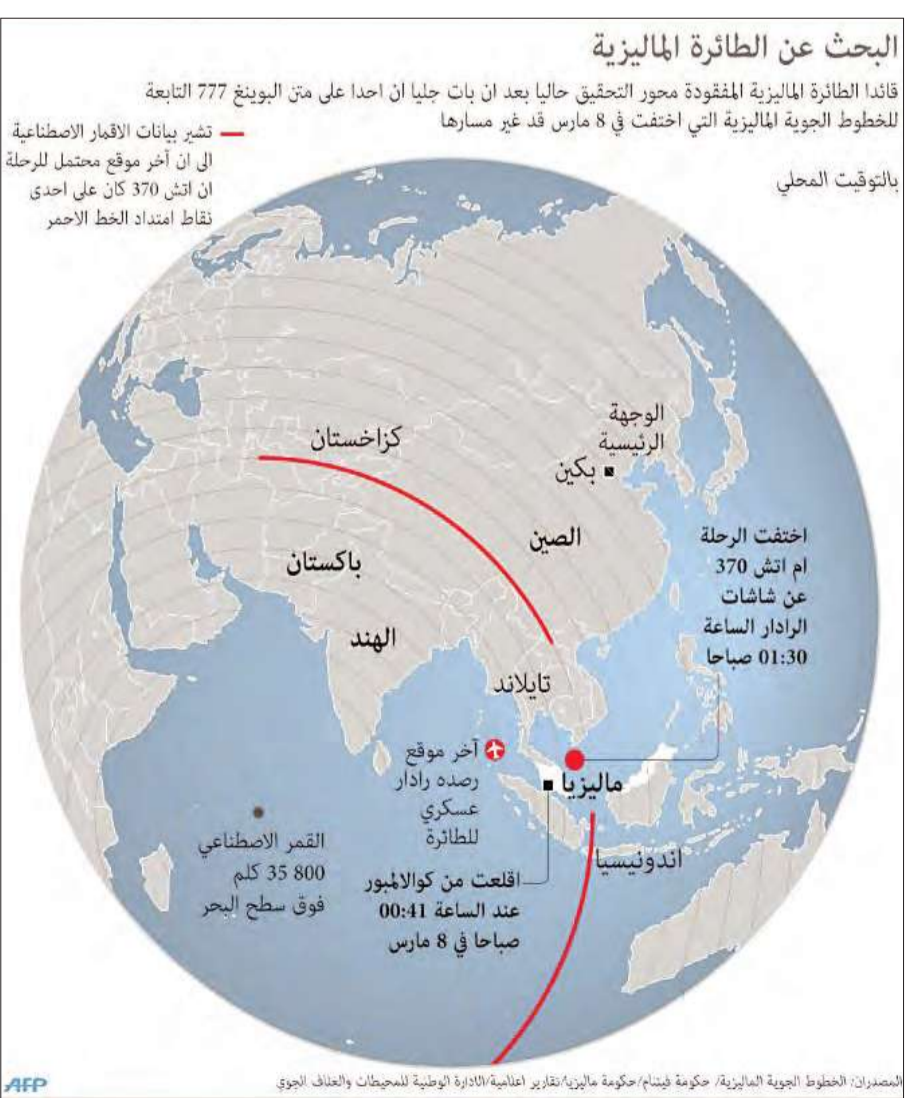 البحث عن الطائرة الماليزية
قائدا الطائرة الماليزية المفقودة محور التحقيق حاليا بعد ان بات جليا ان احدا على متن البوينغ 777 التابعة
للخطوط الجوية الماليزية التي اختفت في 8 مارس قد غير مسارها
بالتوقيت المحلي
تشير بيانات الاقمار الاصطناعية
الى ان آخر موقع محتمل للرحلة
ان اتش 370 كان على احدى
نقاط امتداد الخط الاحمر
الوجهة
الرئيسية
بكين
كزاخستان
الصين
باكستان
الهند
تايلاند
اختفت الرحلة
ام اتش 370
عن شاشات
الرادار الساعة
01:30 صباحا
آخر موقع
رصده رادار
عسكري
للطائرة
ماليزيا
اندونيسيا
القمر الاصطناعي
35 800 كلم
فوق سطح البحر
اقلعت من كوالالمبور
عند الساعة 00:41
صباحا في 8 مارس
المصدران: الخطوط الجوية الماليزية/ حكومة فيتنام/حكومة ماليزيا/تقارير اعلامية/الادارة الوطنية للمحيطات والغلاف الجوي
AFP